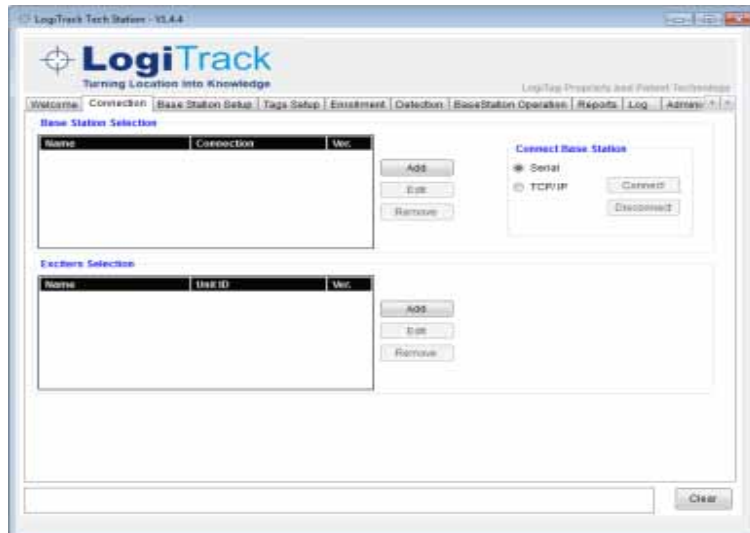 LogiTrack Tech Station - V1.4.4
LogiTrack
Turning Location Into Knowledge
LogiTag Propriety and Patent Technology
Welcome Connection Base Station Setup Tags Setup Enrollment Detection BaseStation Operation Reports Log Admini
Base Station Selection
Name Connection Ver.
Connect Base Station
Add
Serial
Edit
TCP/IP
Connect
Remove
Disconnect
Exciters Selection
Name Unit ID Ver.
Add
Edit
Remove
Clear